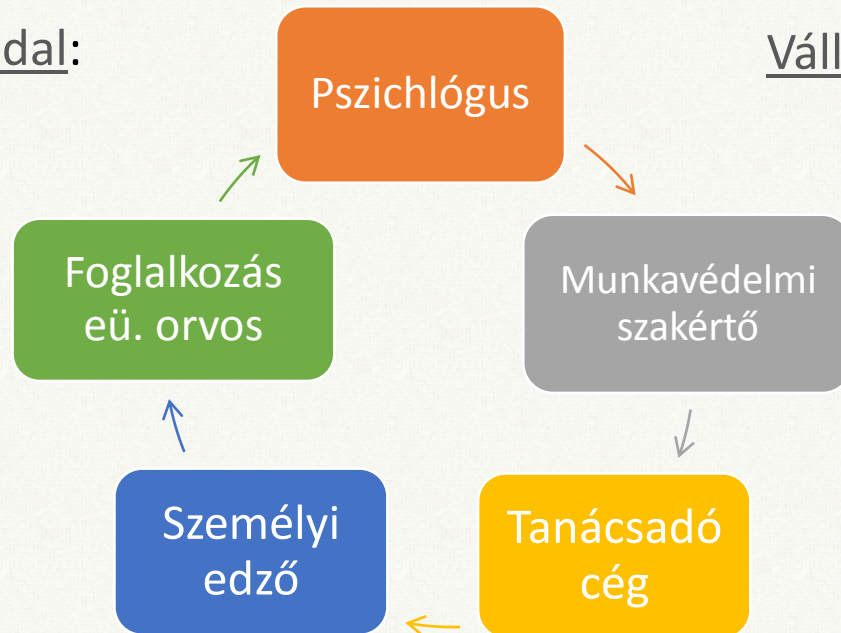 dal:
Váll
Pszichlógus
Foglalkozás
eü. orvos
Munkavédelmi
szakértő
Személyi
edző
Tanácsadó
cég